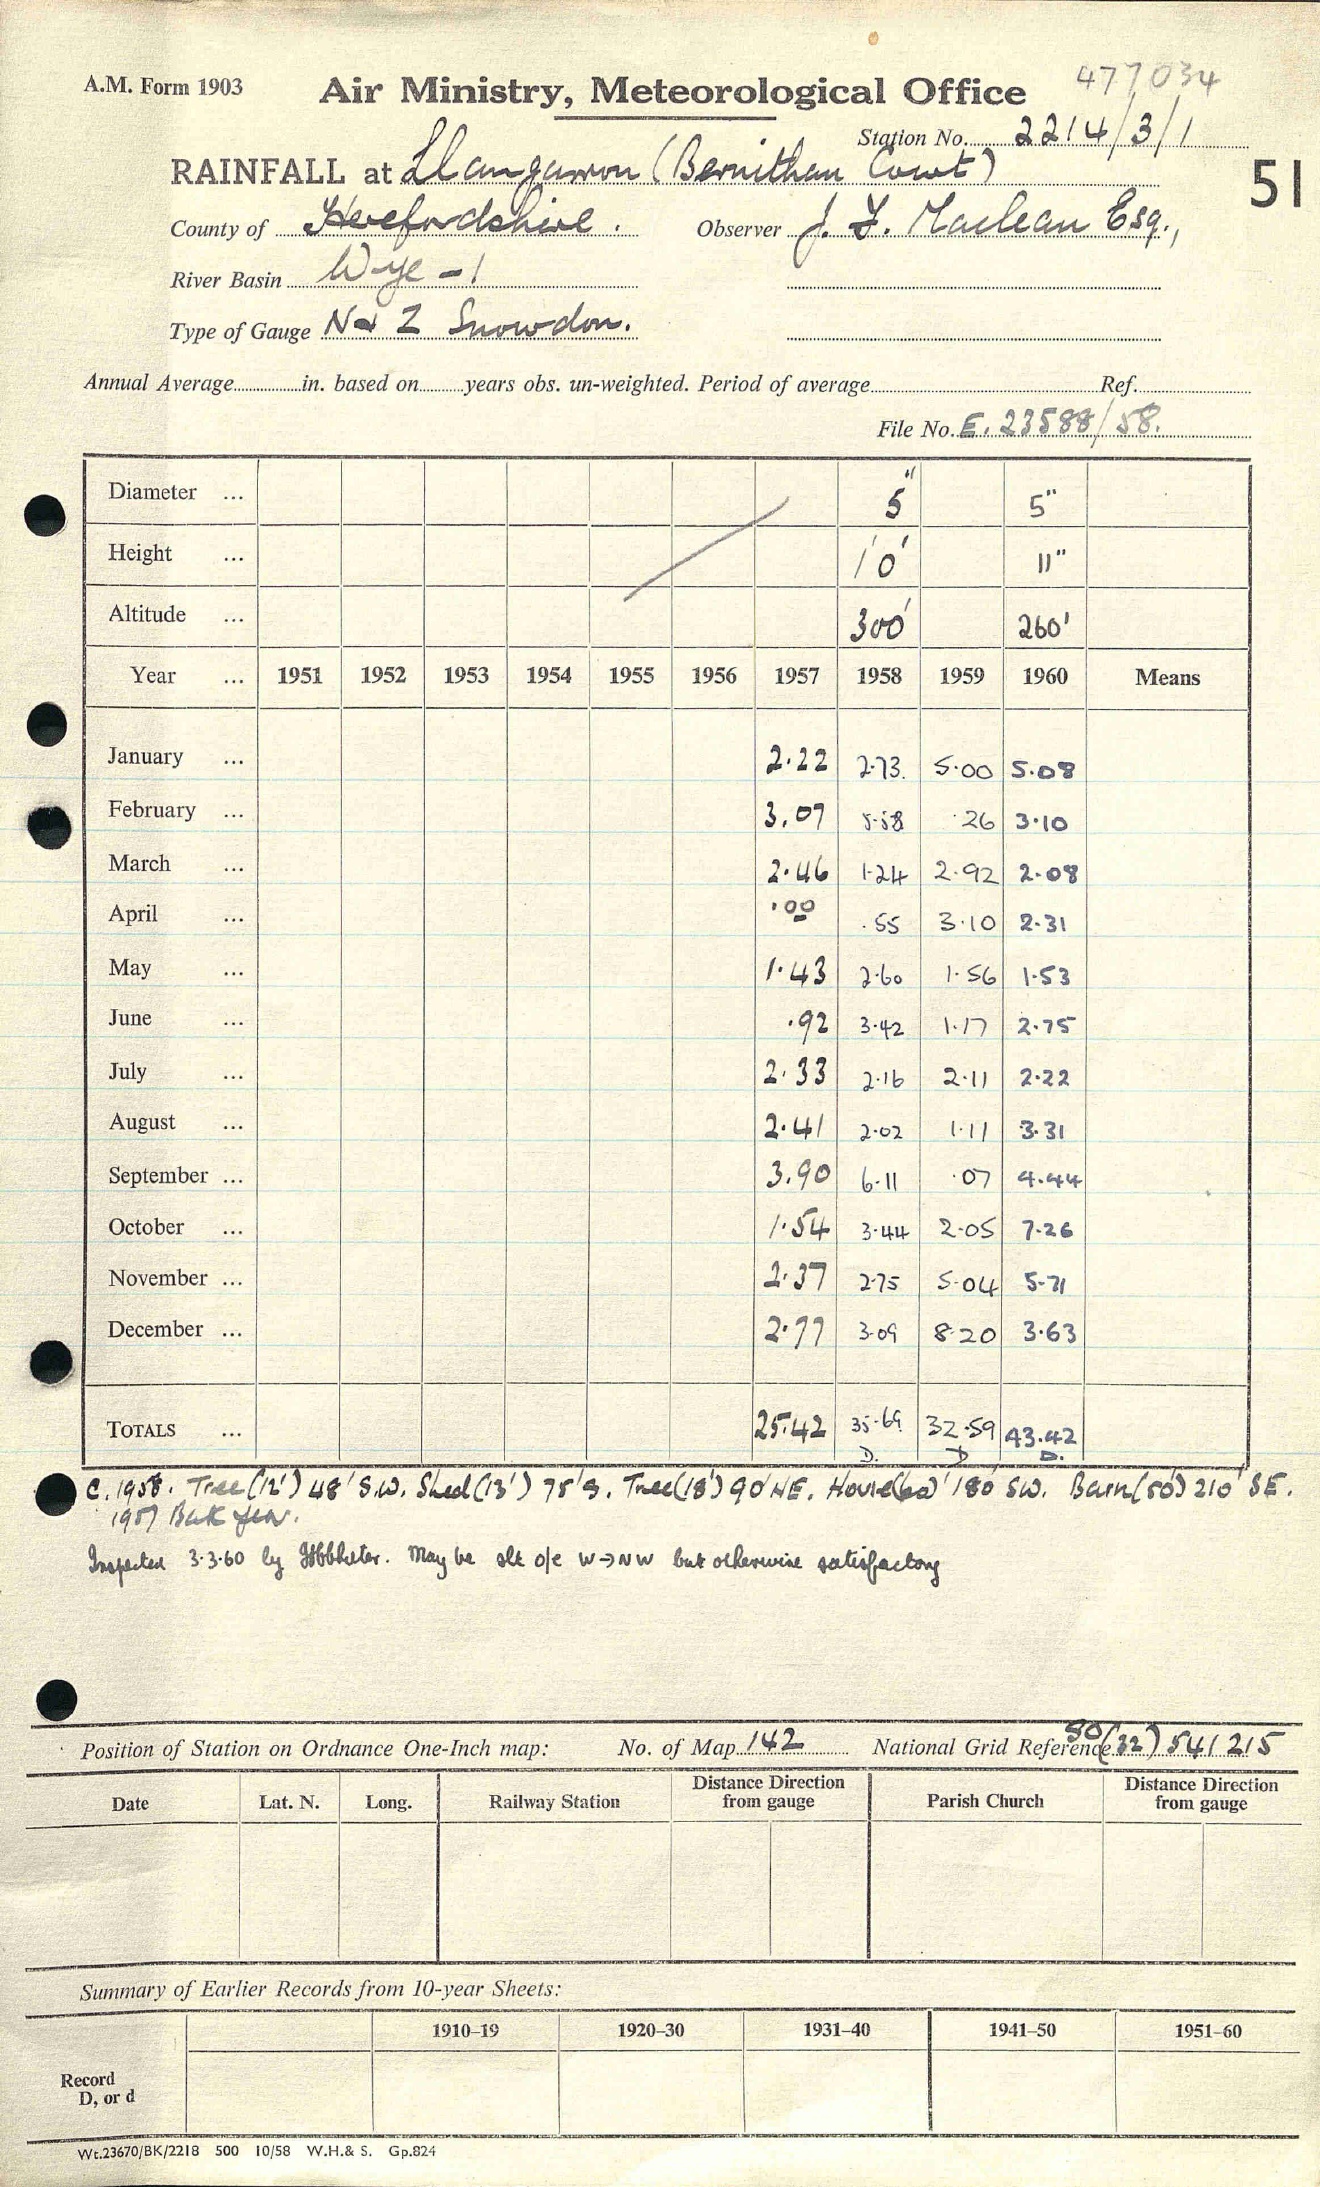 477034
A.M. Form 1903 Air Ministry, Meteorological Office
Station No. 2214/3/1
RAINFALL at Llangarron (Bernithan Court) 51
County of Herefordshire. Observer J. F. Maclean Esq.,
River Basin Wye - 1
Type of Gauge Snowdon.
Annual Average in. based on years obs. un-weighted. Period of average Ref.
File No. E. 23588/58.
Diameter ... 5" 5"
Height ... 1'0' 11"
Altitude ... 300' 260'
Year ... 1951 1952 1953 1954 1955 1956 1957 1958 1959 1960 Means
January ... 2.22 2.73 5.00 5.08
February ... 3.07 5.58 .26 3.10
March ... 2.46 1.24 2.92 2.08
April ... .00 .55 3.10 2.31
May ... 1.43 2.60 1.56 1.53
June ... .92 3.42 1.17 2.75
July ... 2.33 2.16 2.11 2.22
August ... 2.41 2.02 1.11 3.31
September ... 3.90 6.11 .07 4.44
October ... 1.54 3.44 2.05 7.26
November ... 2.37 2.75 5.04 5.71
December ... 2.77 3.09 8.20 3.63
TOTALS ... 25.42 35.69 32.59 43.42
D. D D.
C. 1958. Tree (12') 48' S.W. Shed (13') 75' S. Tree (18') 90' NE. House (60') 180' SW. Barn (50') 210' SE.
1957
Inspected 3.3.60 by May be slt o/e W→NW but otherwise satisfactory
Position of Station on Ordnance One-Inch map: No. of Map 142 National Grid Reference SO (32) 541 215
Date Lat. N. Long. Railway Station Distance Direction from gauge Parish Church Distance Direction from gauge
Summary of Earlier Records from 10-year Sheets:
1910–19 1920–30 1931–40 1941–50 1951–60
Record
D, or d
Wt.23670/BK/2218 500 10/58 W.H.& S. Gp.824